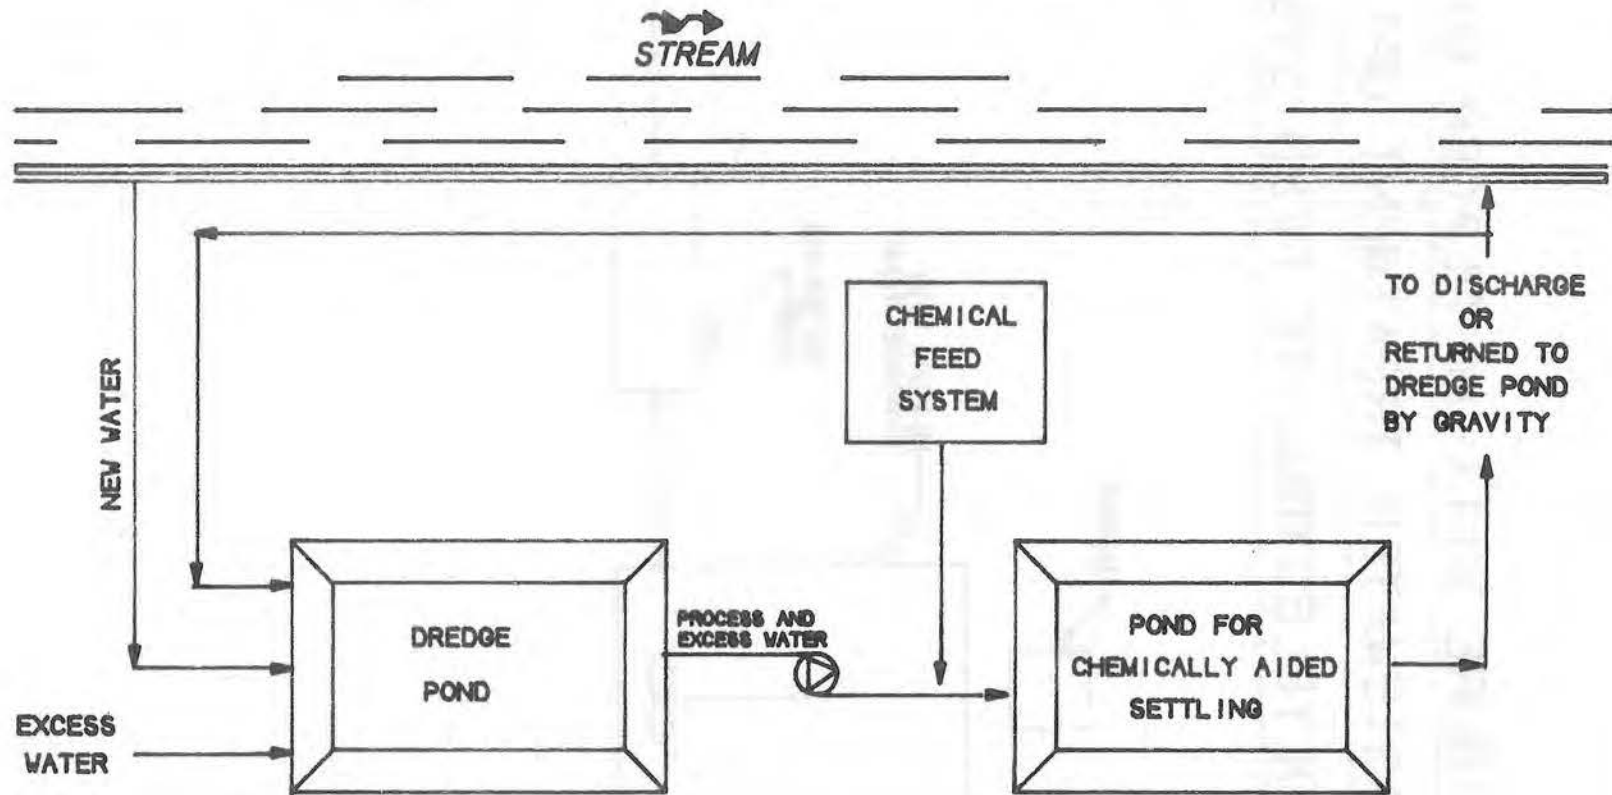 STREAM
NEW WATER
CHEMICAL
FEED
SYSTEM
TO DISCHARGE
OR
RETURNED TO
DREDGE POND
BY GRAVITY
DREDGE
POND
PROCESS AND
EXCESS WATER
POND FOR
CHEMICALLY AIDED
SETTLING
EXCESS
WATER